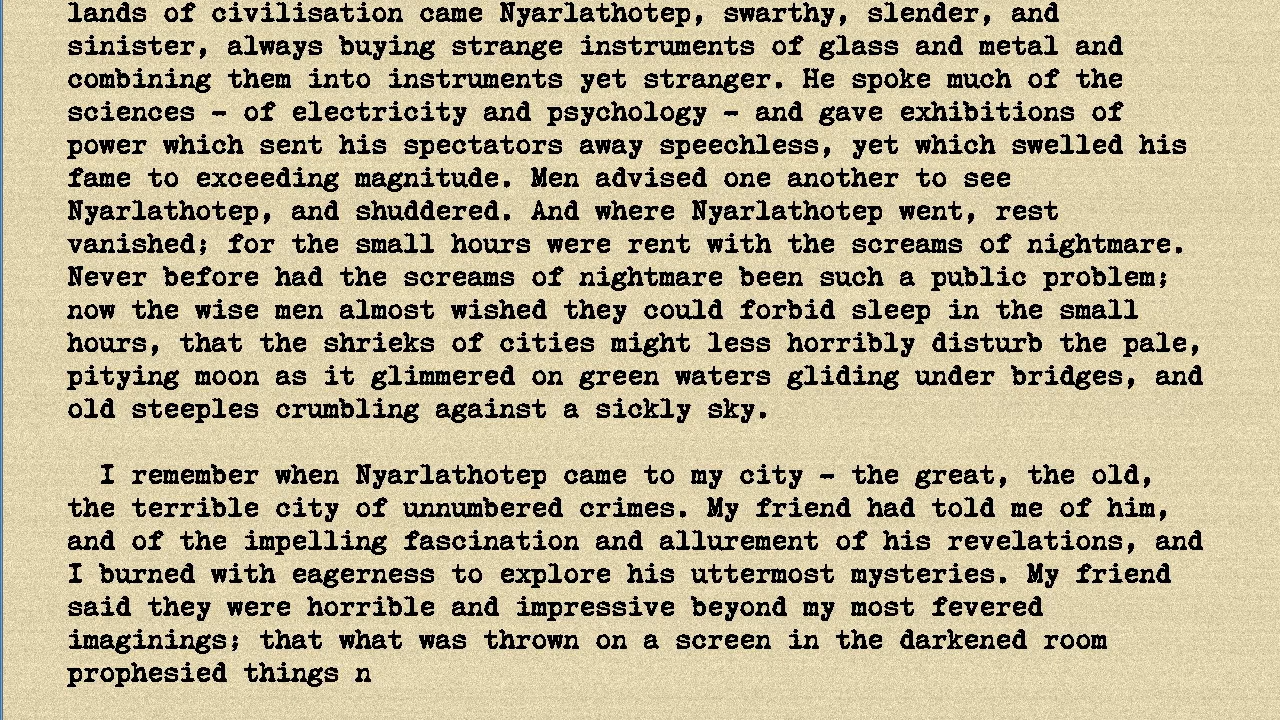 lands of civilisation came Nyarlathotep, swarthy, slender, and
sinister, always buying strange instruments of glass and metal and
combining them into instruments yet stranger. He spoke much of the
sciences – of electricity and psychology – and gave exhibitions of
power which sent his spectators away speechless, yet which swelled his
fame to exceeding magnitude. Men advised one another to see
Nyarlathotep, and shuddered. And where Nyarlathotep went, rest
vanished; for the small hours were rent with the screams of nightmare.
Never before had the screams of nightmare been such a public problem;
now the wise men almost wished they could forbid sleep in the small
hours, that the shrieks of cities might less horribly disturb the pale,
pitying moon as it glimmered on green waters gliding under bridges, and
old steeples crumbling against a sickly sky.
I remember when Nyarlathotep came to my city – the great, the old,
the terrible city of unnumbered crimes. My friend had told me of him,
and of the impelling fascination and allurement of his revelations, and
I burned with eagerness to explore his uttermost mysteries. My friend
said they were horrible and impressive beyond my most fevered
imaginings; that what was thrown on a screen in the darkened room
prophesied things n